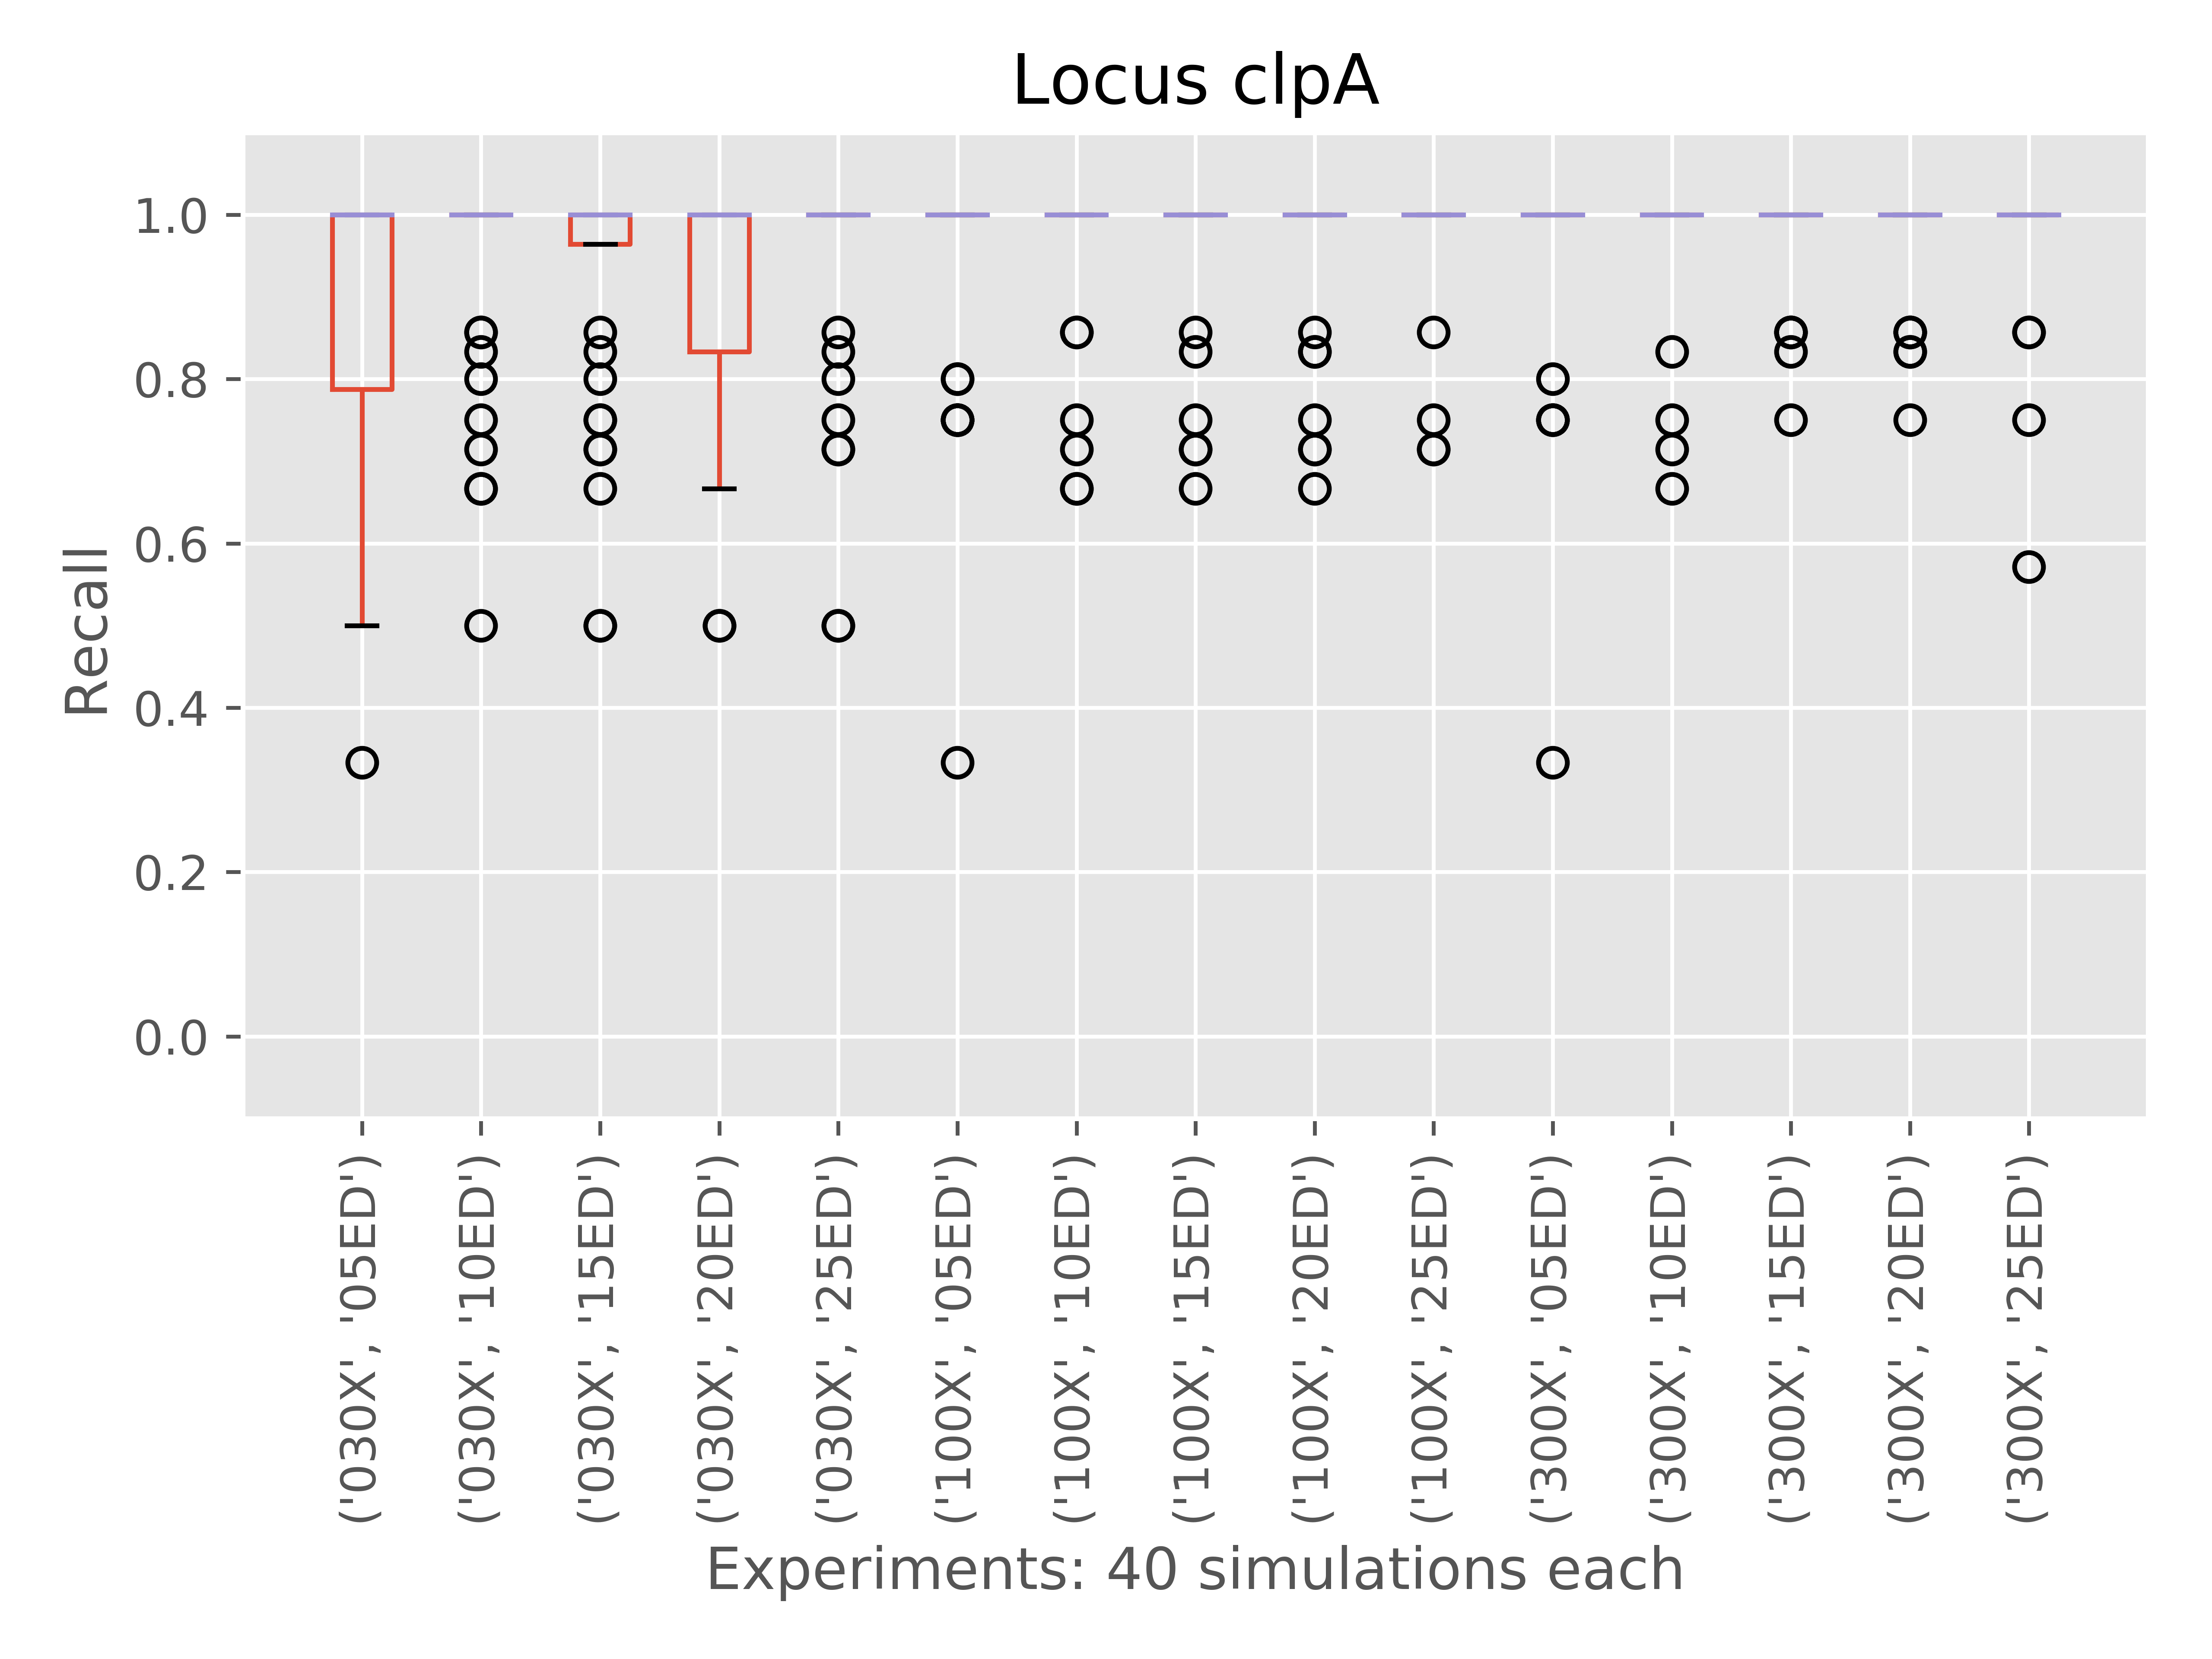 Locus clpA
Recall
1.0
0.8
0.6
0.4
0.2
0.0
('030X', '05ED')
('030X', '10ED')
('030X', '15ED')
('030X', '20ED')
('030X', '25ED')
('100X', '05ED')
('100X', '10ED')
('100X', '15ED')
('100X', '20ED')
('100X', '25ED')
('300X', '05ED')
('300X', '10ED')
('300X', '15ED')
('300X', '20ED')
('300X', '25ED')
Experiments: 40 simulations each